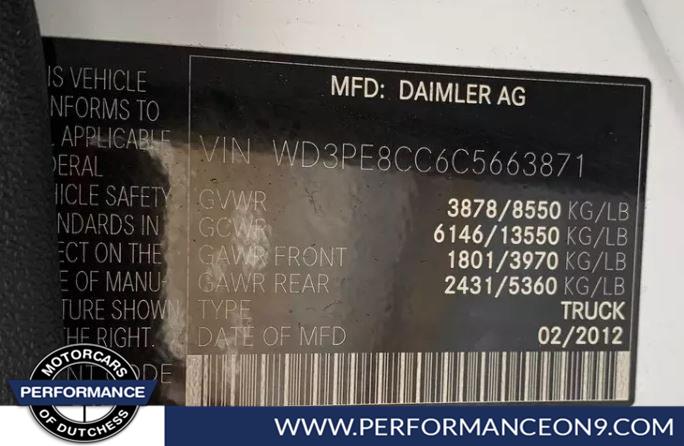 MFD: DAIMLER AG
IS VEHICLE
NFORMS TO
APPLICABLE
DERAL
HICLE SAFETY
NDARDS IN
ECT ON THE
E OF MANU-
TURE SHOWN
THE RIGHT.
ODE
VIN WD3PE8CC6C5663871
GVWR 3878/8550 KG/LB
GCWR 6146/13550 KG/LB
GAWR FRONT 1801/3970 KG/LB
GAWR REAR 2431/5360 KG/LB
TYPE TRUCK
DATE OF MFD 02/2012
MOTORCARS
PERFORMANCE
OF DUTCHESS
WWW.PERFORMANCEON9.COM